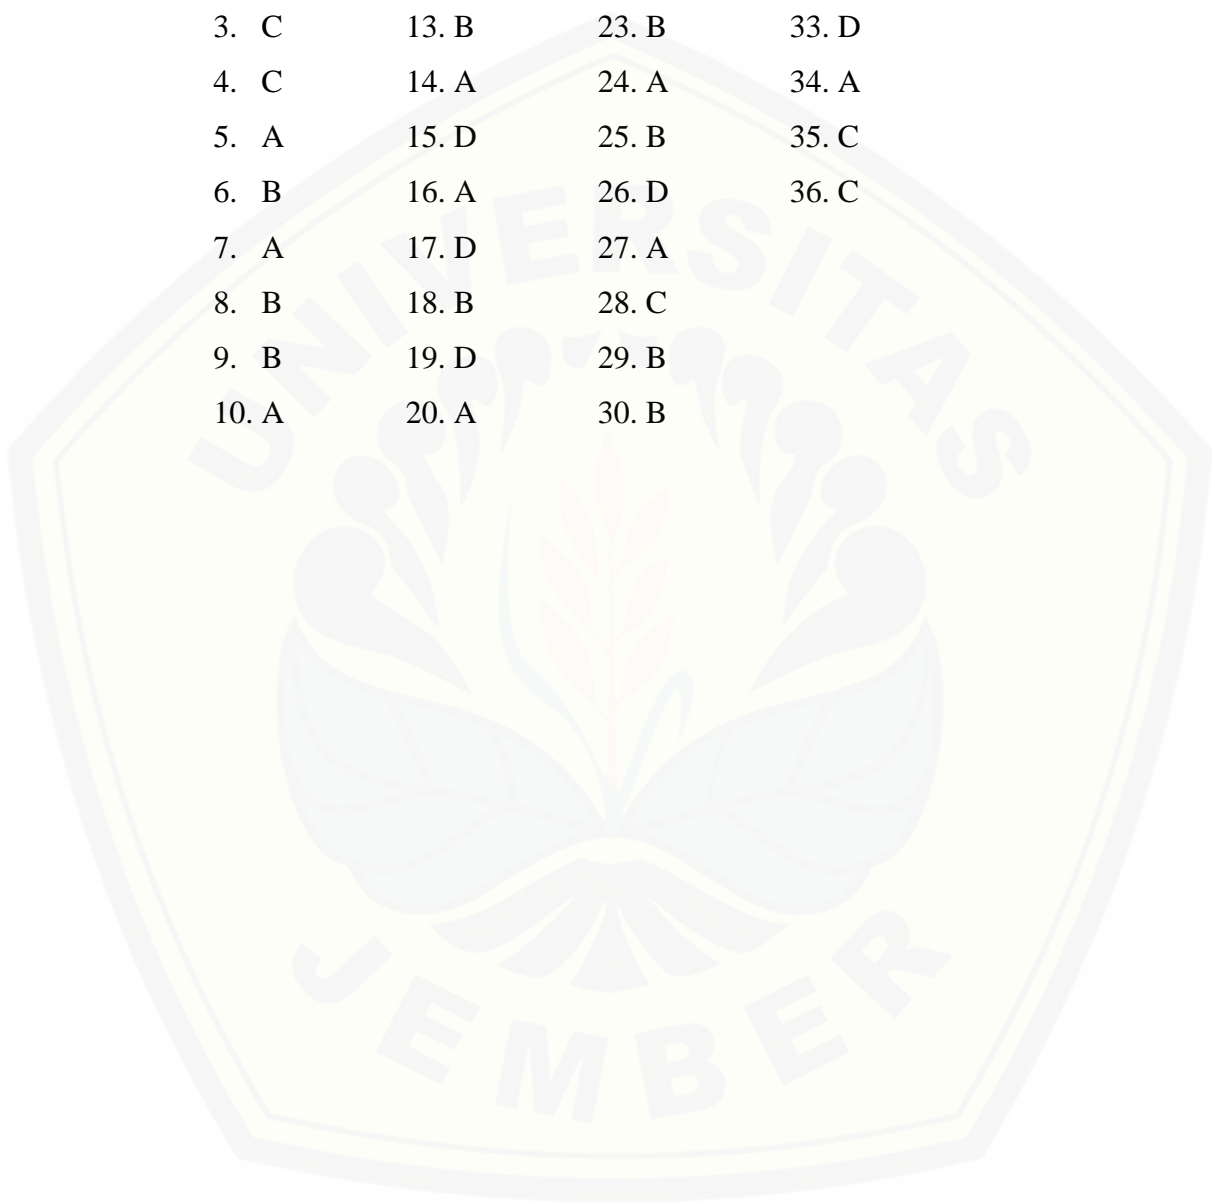 3. C 13. B 23. B 33. D
4. C 14. A 24. A 34. A
5. A 15. D 25. B 35. C
6. B 16. A 26. D 36. C
7. A 17. D 27. A
8. B 18. B 28. C
9. B 19. D 29. B
10. A 20. A 30. B
UNIVERSITAS
JEMBER